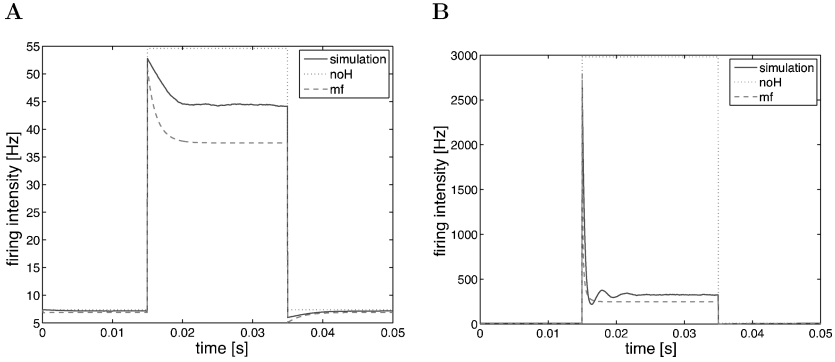 A
firing intensity [Hz]
55
50
45
40
35
30
25
20
15
10
5
0
0.01
0.02
0.03
0.04
0.05
time [s]
simulation
noH
mf
B
firing intensity [Hz]
3000
2500
2000
1500
1000
500
0
0
0.01
0.02
0.03
0.04
0.05
time [s]
simulation
noH
mf